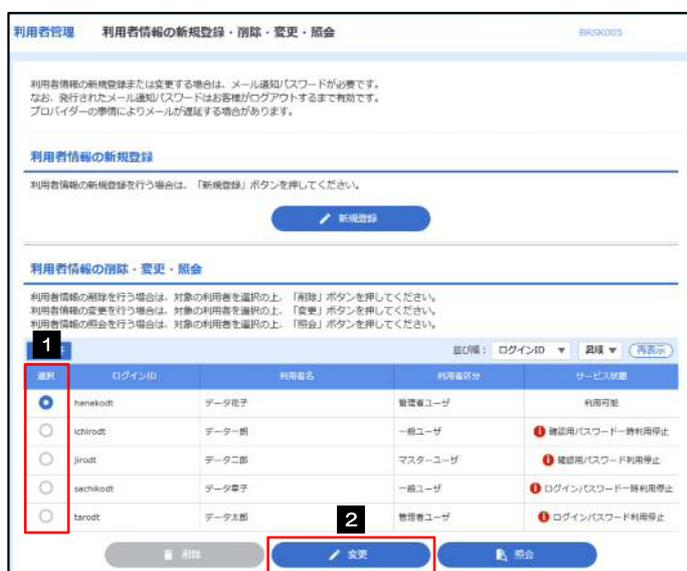 利用者管理 利用者情報の新規登録・削除・変更・照会 BRSK005
利用者情報の新規登録または変更する場合は、メール通知パスワードが必要です。
なお、発行されたメール通知パスワードはお客様がログアウトするまで有効です。
プロバイダーの事情によりメールが遅延する場合があります。
利用者情報の新規登録
利用者情報の新規登録を行う場合は、「新規登録」ボタンを押してください。
新規登録
利用者情報の削除・変更・照会
利用者情報の削除を行う場合は、対象の利用者を選択の上、「削除」ボタンを押してください。
利用者情報の変更を行う場合は、対象の利用者を選択の上、「変更」ボタンを押してください。
利用者情報の照会を行う場合は、対象の利用者を選択の上、「照会」ボタンを押してください。
1
並び順: ログインID ▼ 昇順 ▼ 再表示
選択 ログインID 利用者名 利用者区分 サービス状態
hanakodt データ花子 管理者ユーザ 利用可能
ichirodt データ一朗 一般ユーザ 確認用パスワード一時利用停止
jirodt データ二郎 マスターユーザ 確認用パスワード利用停止
sachikodt データ幸子 一般ユーザ ログインパスワード一時利用停止
tarodt データ太郎 管理者ユーザ ログインパスワード利用停止
2
削除 変更 照会